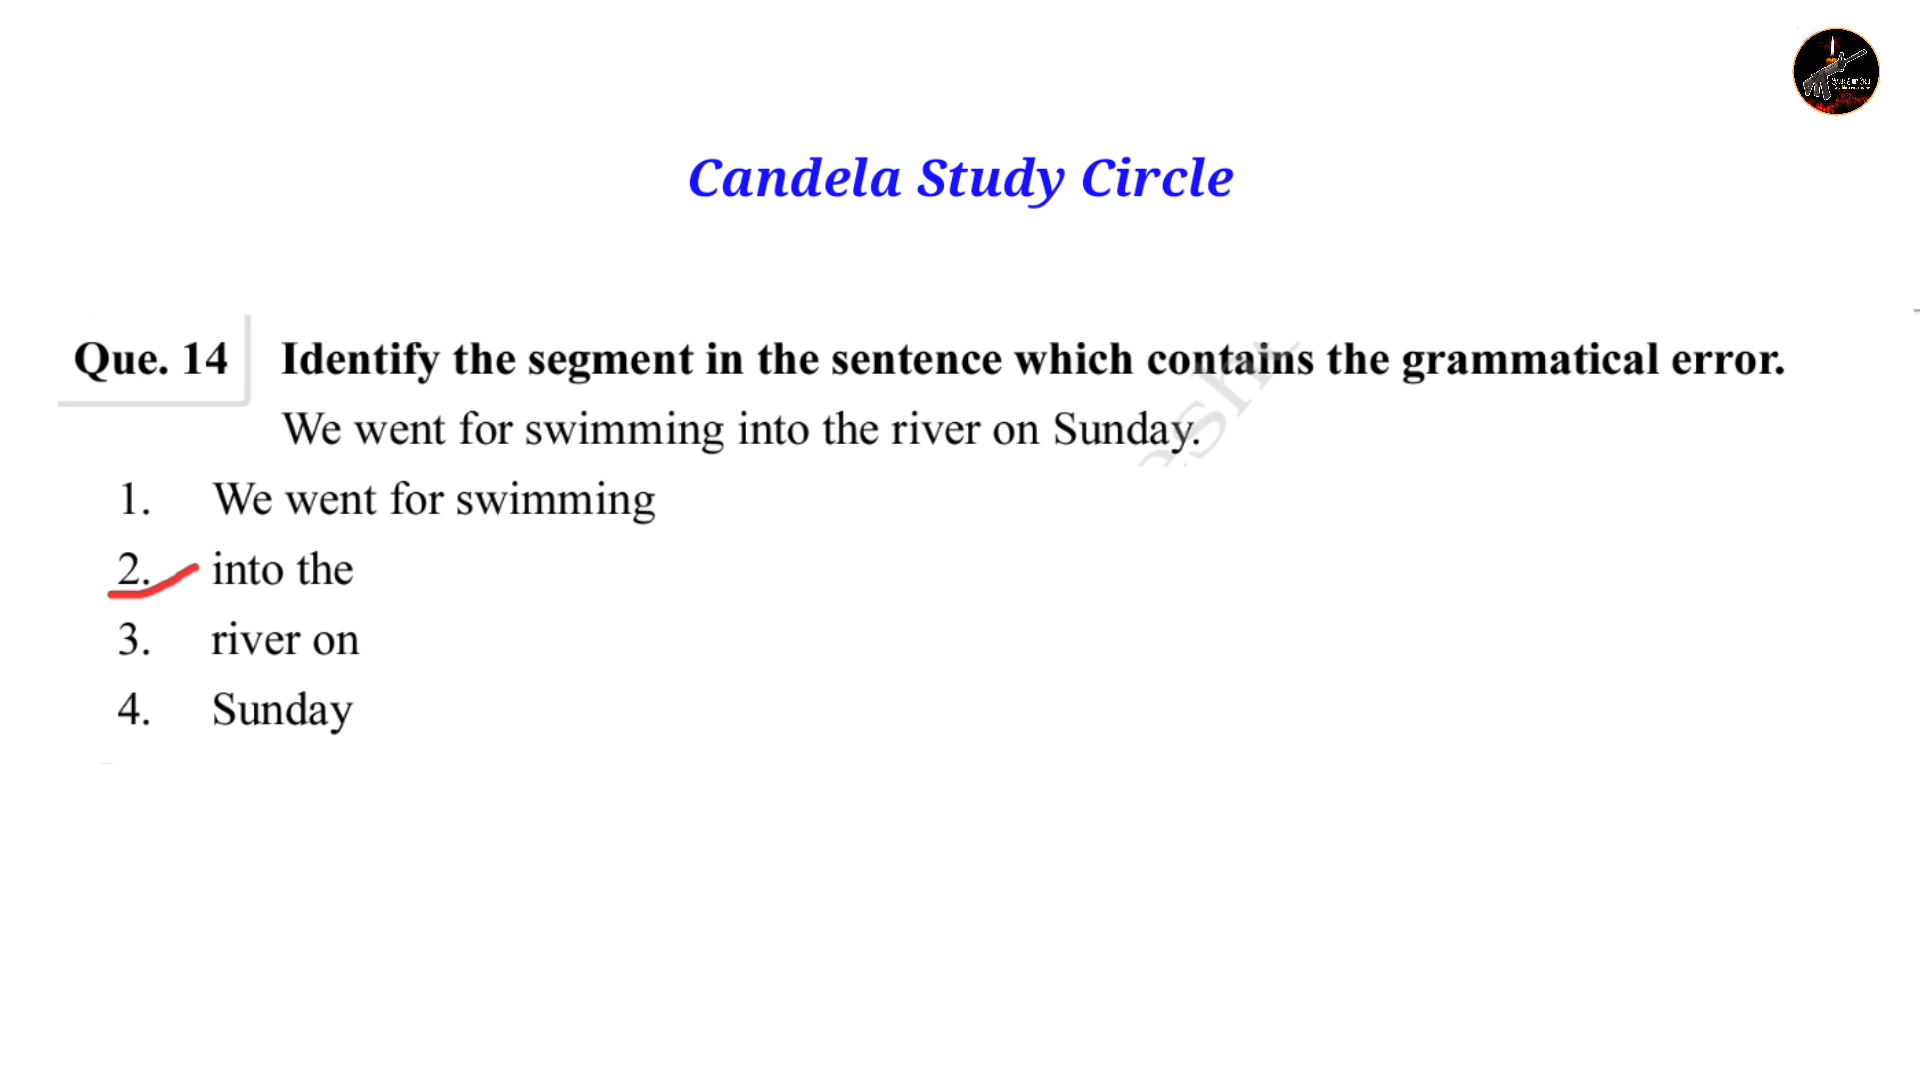 Candela Study Circle
Que. 14 Identify the segment in the sentence which contains the grammatical error.
We went for swimming into the river on Sunday.
1. We went for swimming
2. into the
3. river on
4. Sunday